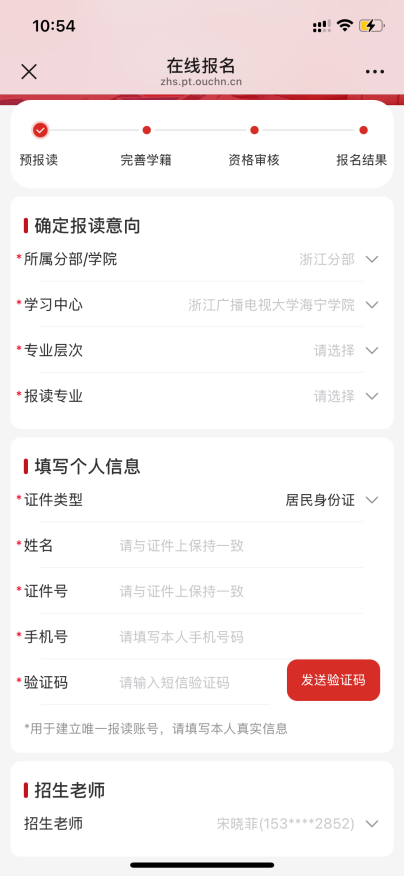 10:54
在线报名
zhs.pt.ouchn.cn
预报读 完善学籍 资格审核 报名结果
确定报读意向
*所属分部/学院 浙江分部
*学习中心 浙江广播电视大学海宁学院
*专业层次 请选择
*报读专业 请选择
填写个人信息
*证件类型 居民身份证
*姓名 请与证件上保持一致
*证件号 请与证件上保持一致
*手机号 请填写本人手机号码
*验证码 请输入短信验证码 发送验证码
*用于建立唯一报读账号，请填写本人真实信息
招生老师
招生老师 宋晓菲(153****2852)